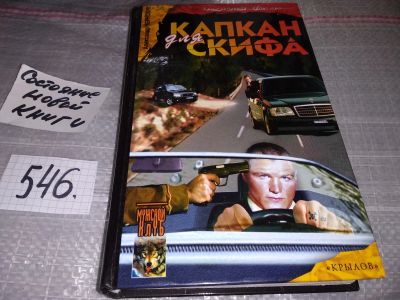 КАПКАН
для
СКИФА
Состояние
новой
книги
546.
МУЖСКОЙ
КЛУБ
«КРЫЛОВ»